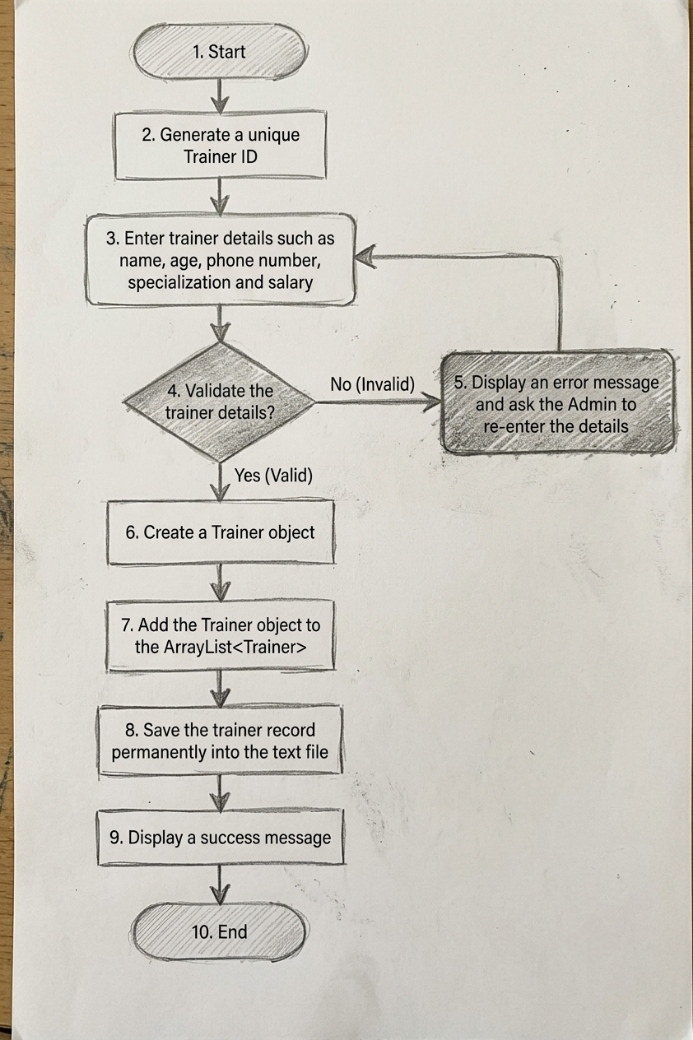 1. Start
2. Generate a unique
Trainer ID
3. Enter trainer details such as
name, age, phone number,
specialization and salary
4. Validate the
trainer details?
No (Invalid)
5. Display an error message
and ask the Admin to
re-enter the details
Yes (Valid)
6. Create a Trainer object
7. Add the Trainer object to
the ArrayList<Trainer>
8. Save the trainer record
permanently into the text file
9. Display a success message
10. End